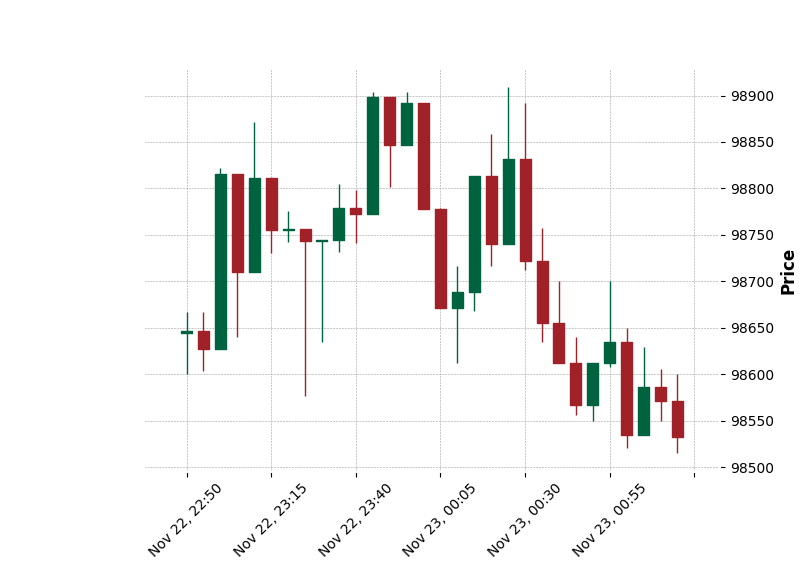 98900
98850
98800
98750
98700
98650
98600
98550
98500
Price
Nov 22, 22:50
Nov 22, 23:15
Nov 22, 23:40
Nov 23, 00:05
Nov 23, 00:30
Nov 23, 00:55